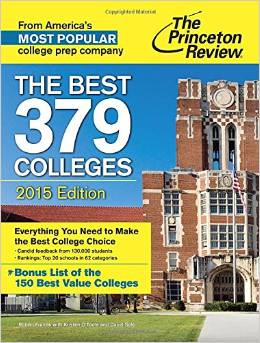 Copyrighted Material
From America's
MOST POPULAR
college prep company
The
Princeton
Review®
THE BEST
379
COLLEGES
2015 Edition
Everything You Need to Make
the Best College Choice
• Candid feedback from 130,000 students
• Rankings: Top 20 schools in 62 categories
*Bonus List of the
150 Best Value Colleges